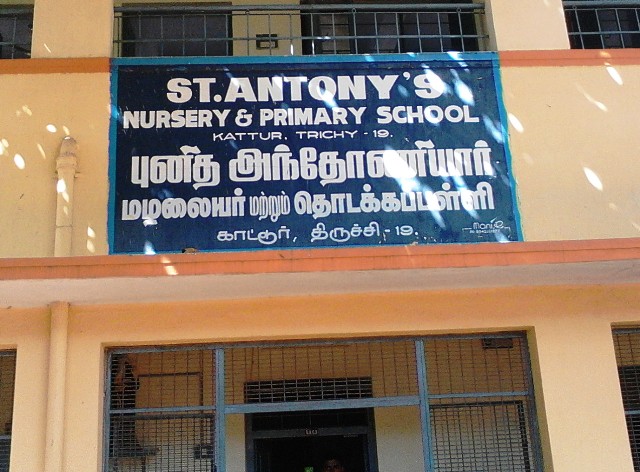 ST. ANTONY'S
NURSERY & PRIMARY SCHOOL
KATTUR, TRICHY - 19.
புனித அந்தோணியார்
மழலையர் மற்றும் தொடக்கப்பள்ளி
காட்டூர், திருச்சி - 19.